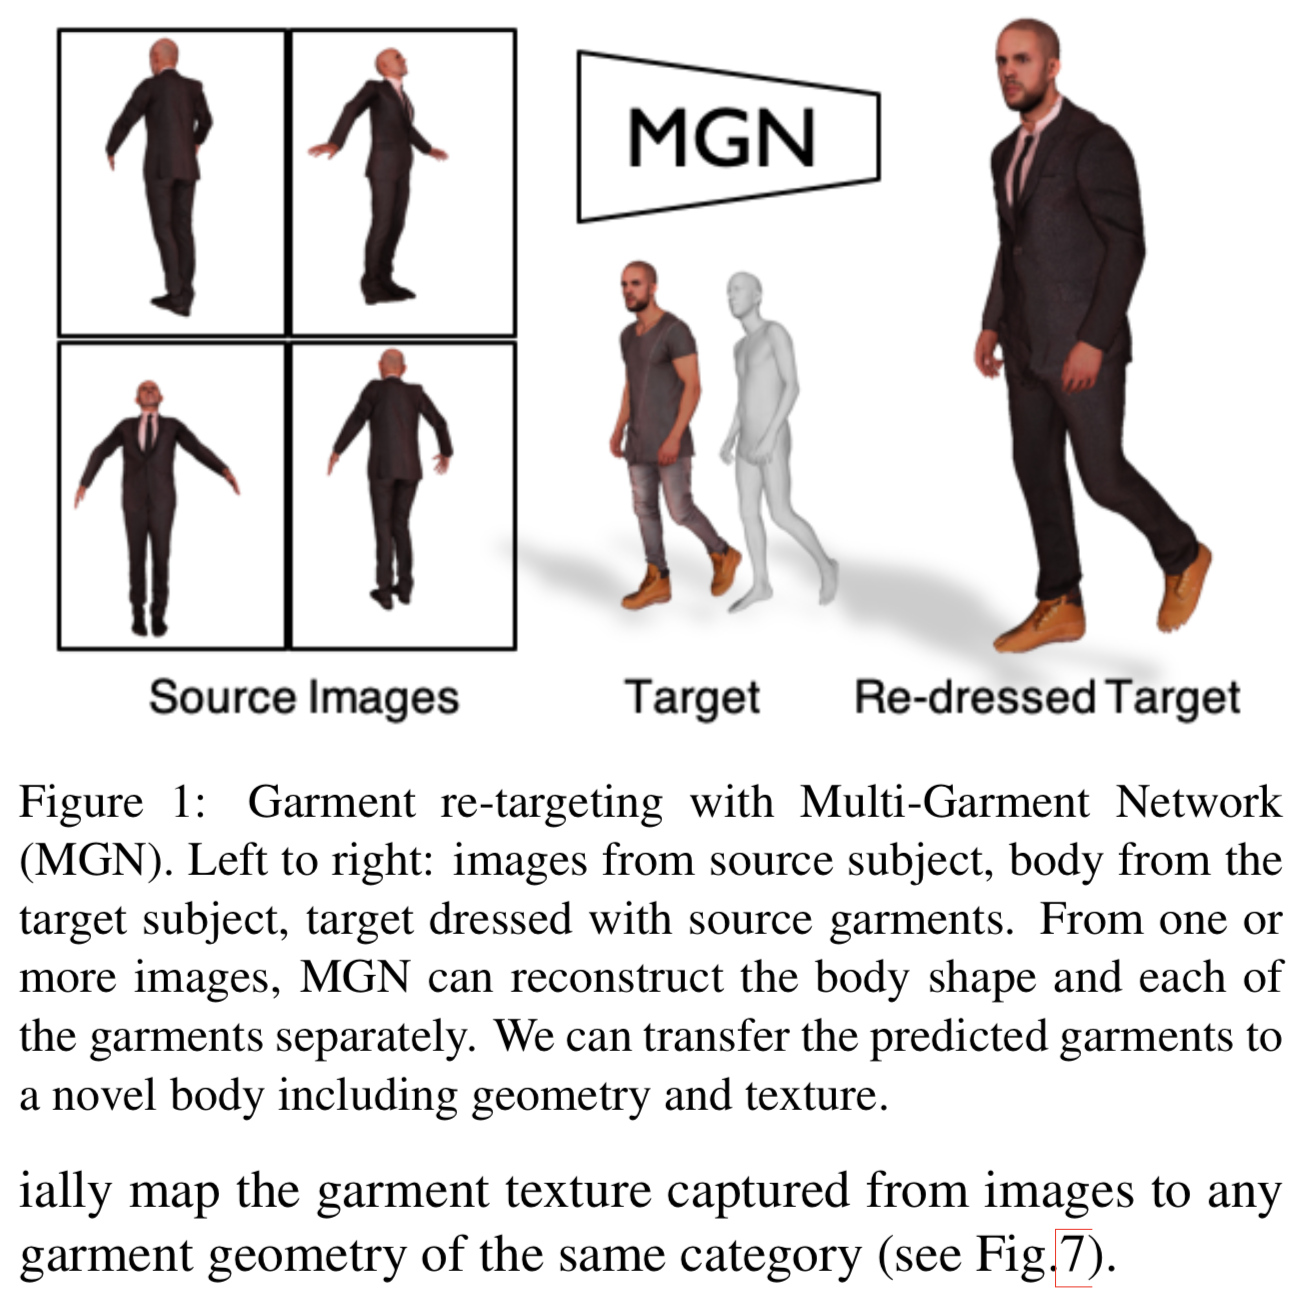 MGN
Source Images
Target
Re-dressed Target
Figure 1: Garment re-targeting with Multi-Garment Network
(MGN). Left to right: images from source subject, body from the
target subject, target dressed with source garments. From one or
more images, MGN can reconstruct the body shape and each of
the garments separately. We can transfer the predicted garments to
a novel body including geometry and texture.
ially map the garment texture captured from images to any
garment geometry of the same category (see Fig.7).